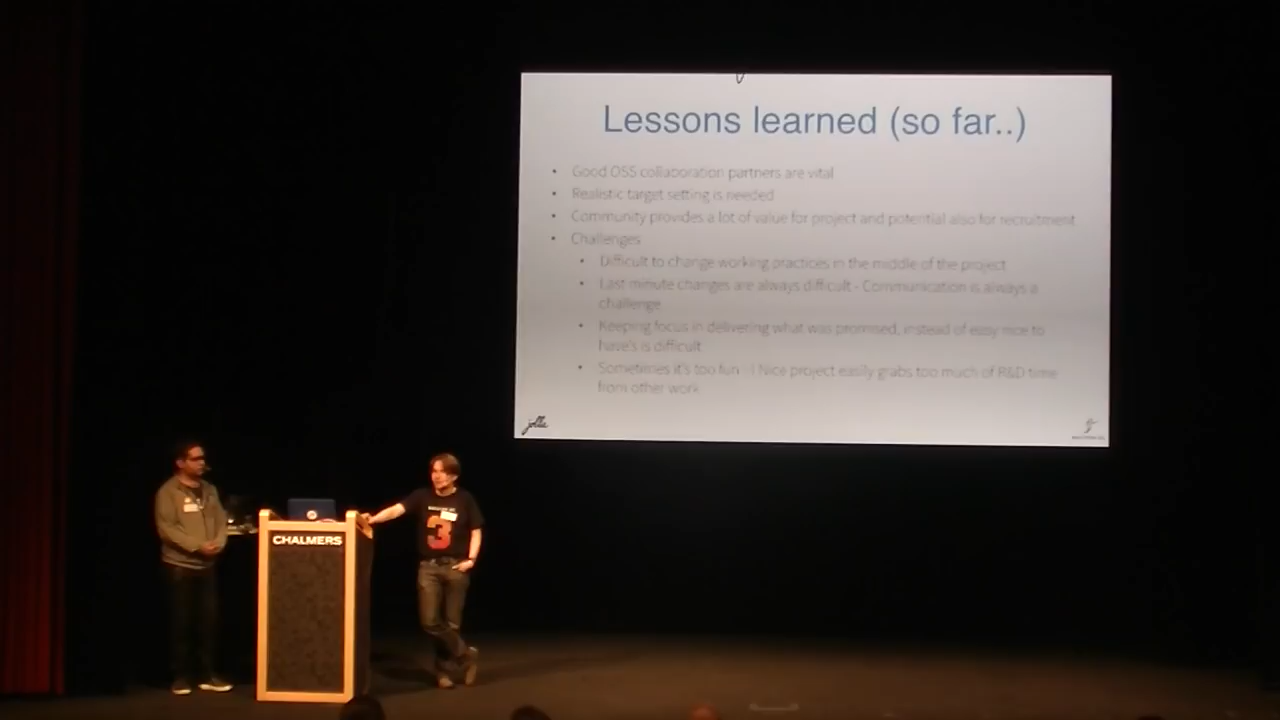 Lessons learned (so far..)
• Good OSS collaboration partners are vital
• Realistic target setting is needed
• Community provides a lot of value for project and potential also for recruitment
• Challenges
• Difficult to change working practices in the middle of the project
• Last minute changes are always difficult - Communication is always a
challenge
• Keeping focus in delivering what was promised, instead of easy nice to
have's is difficult
• Sometimes it's too fun :) Nice project easily grabs too much of R&D time
from other work
jolla
CHALMERS
3